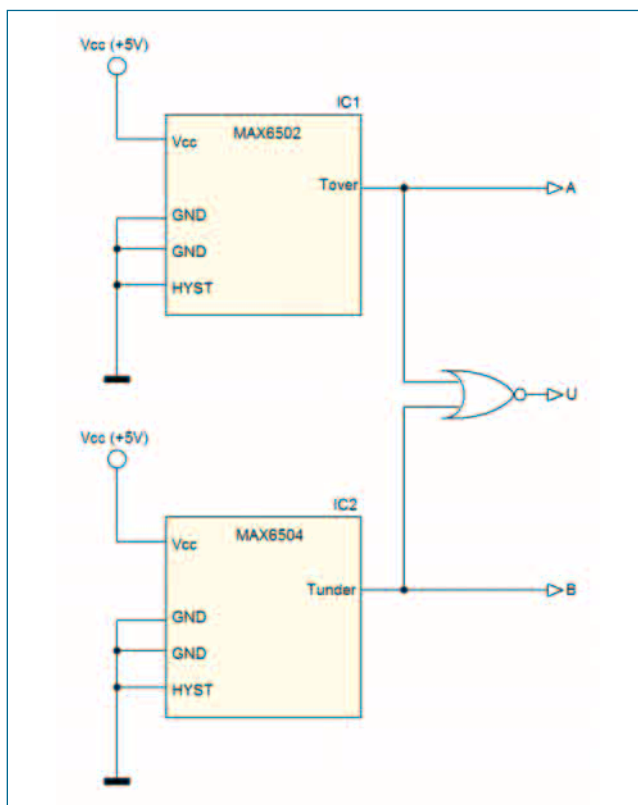 Vcc (+5V)
IC1
MAX6502
Vcc
Tover
A
GND
GND
HYST
U
Vcc (+5V)
IC2
MAX6504
Vcc
Tunder
B
GND
GND
HYST